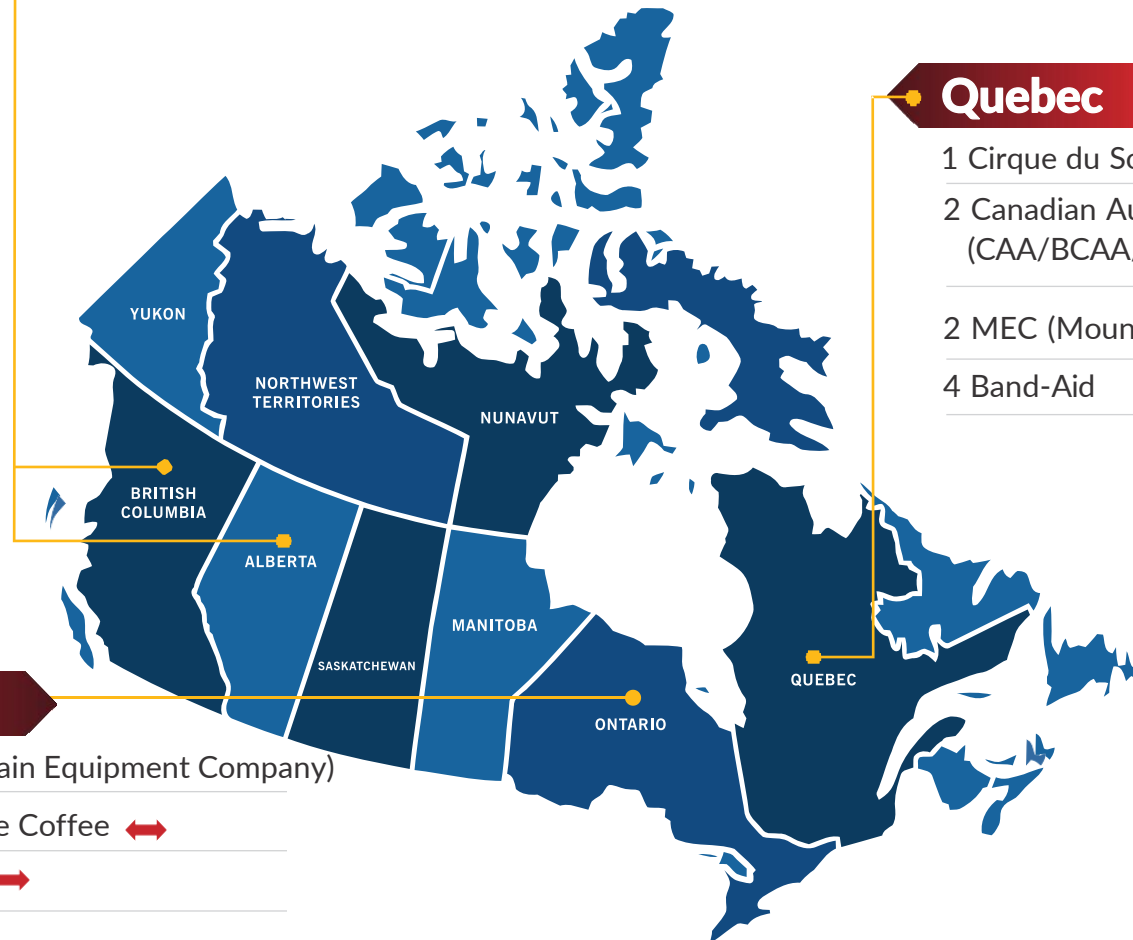 Quebec
1 Cirque du So
2 Canadian Au
(CAA/BCAA,
2 MEC (Moun
4 Band-Aid
YUKON
NORTHWEST
TERRITORIES
NUNAVUT
BRITISH
COLUMBIA
ALBERTA
MANITOBA
SASKATCHEWAN
QUEBEC
ONTARIO
ain Equipment Company)
e Coffee